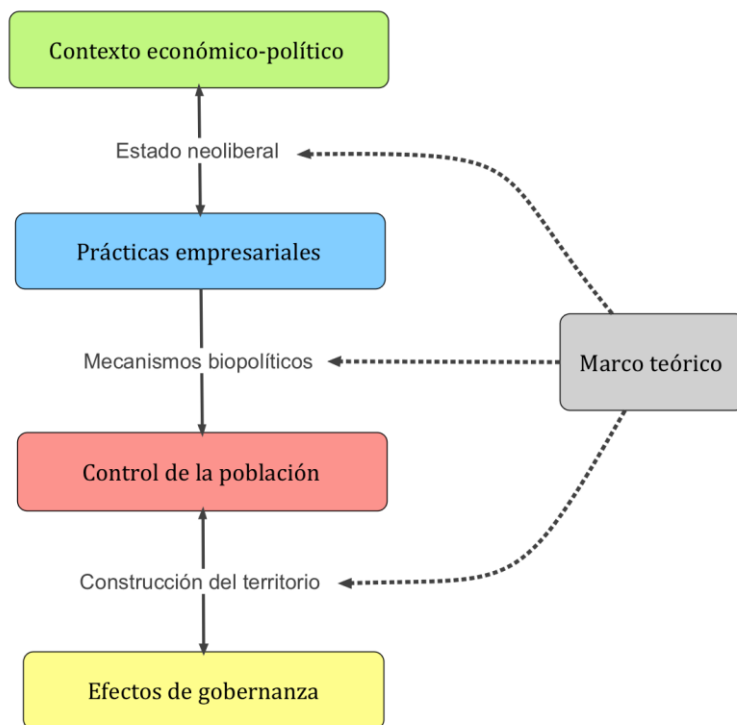 Contexto económico-político
Estado neoliberal
Prácticas empresariales
Mecanismos biopolíticos
Marco teórico
Control de la población
Construcción del territorio
Efectos de gobernanza